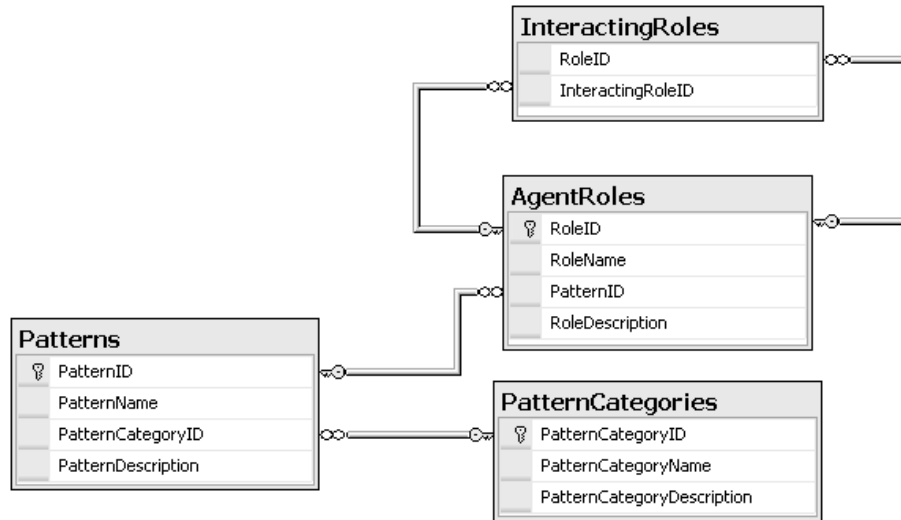 InteractingRoles
RoleID
InteractingRoleID
AgentRoles
RoleID
RoleName
PatternID
RoleDescription
Patterns
PatternID
PatternName
PatternCategoryID
PatternDescription
PatternCategories
PatternCategoryID
PatternCategoryName
PatternCategoryDescription